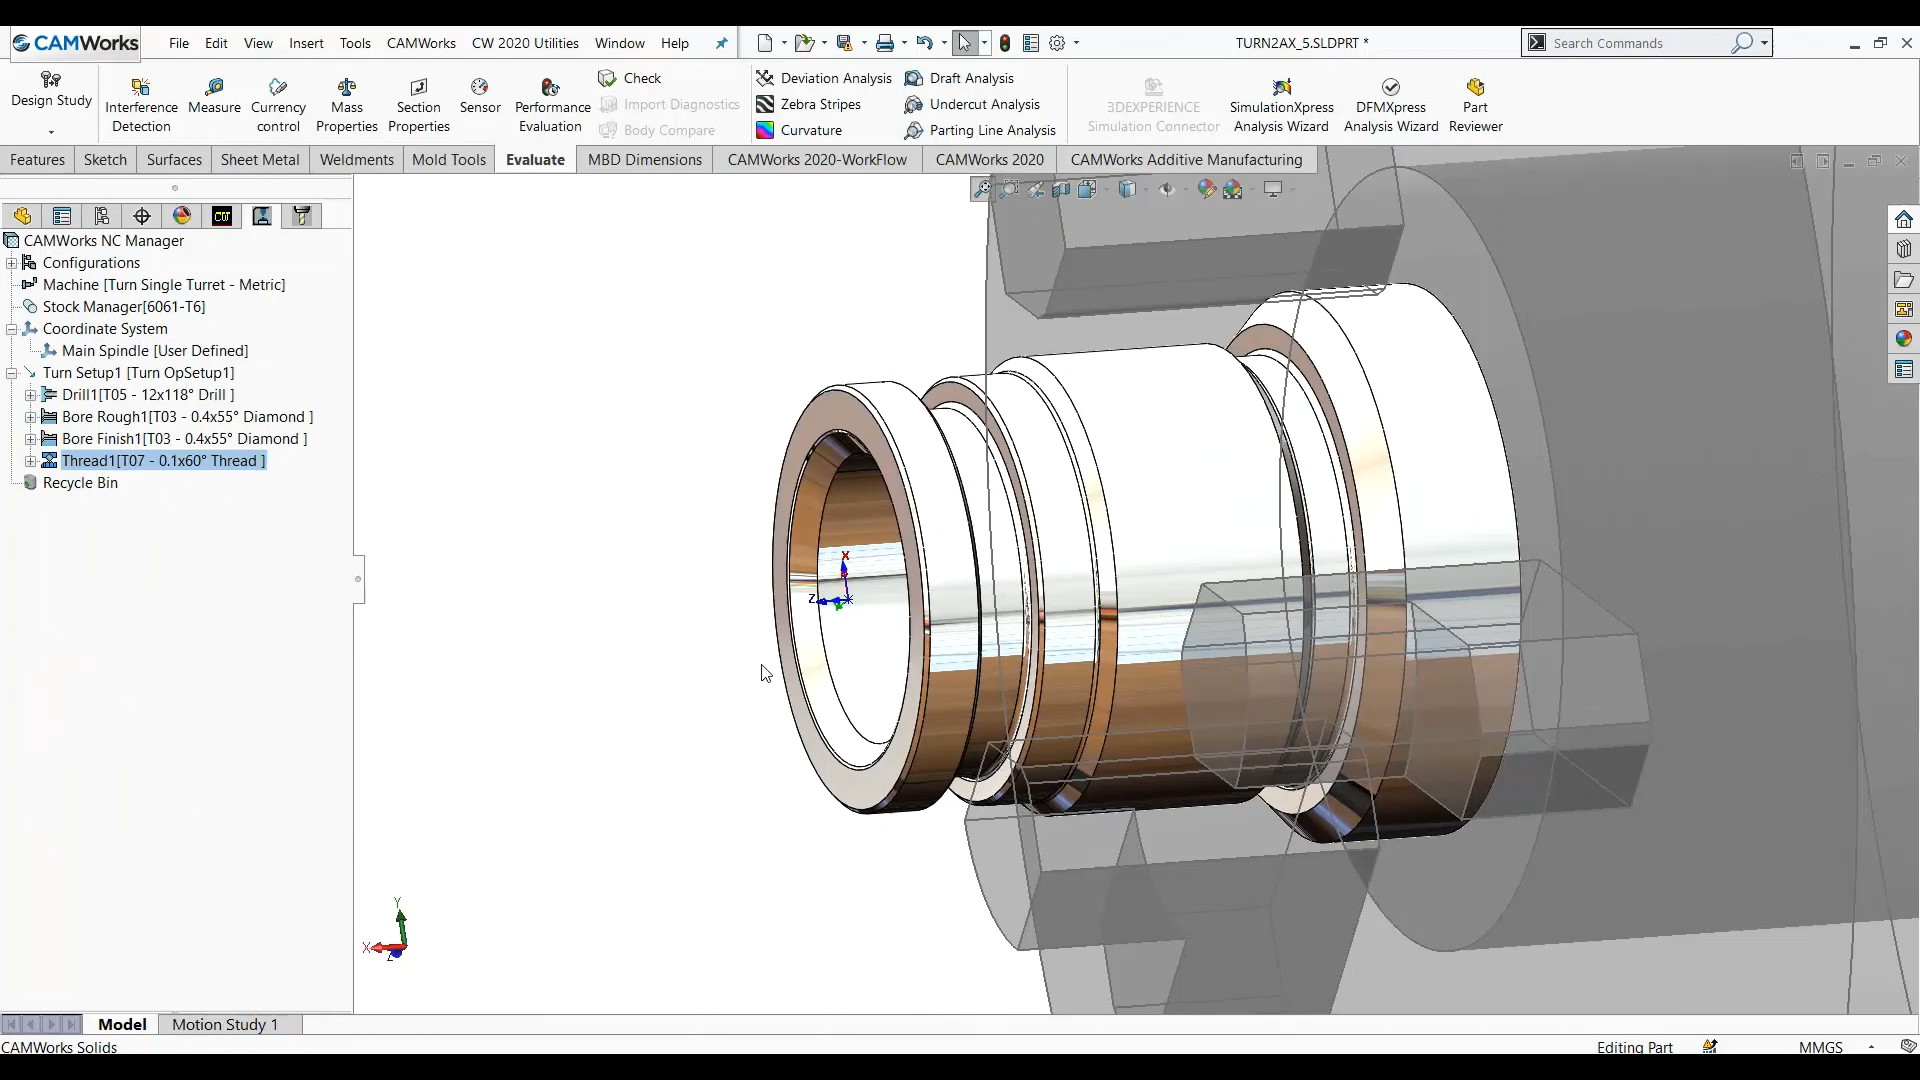 CAMWorks File Edit View Insert Tools CAMWorks CW 2020 Utilities Window Help TURN2AX_5.SLDPRT * Search Commands
Design Study
Interference Detection
Measure
Currency control
Mass Properties
Section Properties
Sensor
Performance Evaluation
Check
Import Diagnostics
Body Compare
Deviation Analysis
Zebra Stripes
Curvature
Draft Analysis
Undercut Analysis
Parting Line Analysis
3DEXPERIENCE Simulation Connector
SimulationXpress Analysis Wizard
DFMXpress Analysis Wizard
Part Reviewer
Features Sketch Surfaces Sheet Metal Weldments Mold Tools Evaluate MBD Dimensions CAMWorks 2020-WorkFlow CAMWorks 2020 CAMWorks Additive Manufacturing
CW
CAMWorks NC Manager
Configurations
Machine [Turn Single Turret - Metric]
Stock Manager[6061-T6]
Coordinate System
Main Spindle [User Defined]
Turn Setup1 [Turn OpSetup1]
Drill1[T05 - 12x118° Drill ]
Bore Rough1[T03 - 0.4x55° Diamond ]
Bore Finish1[T03 - 0.4x55° Diamond ]
Thread1[T07 - 0.1x60° Thread ]
Recycle Bin
X
Z
Y
X
Z
Model Motion Study 1
CAMWorks Solids Editing Part MMGS